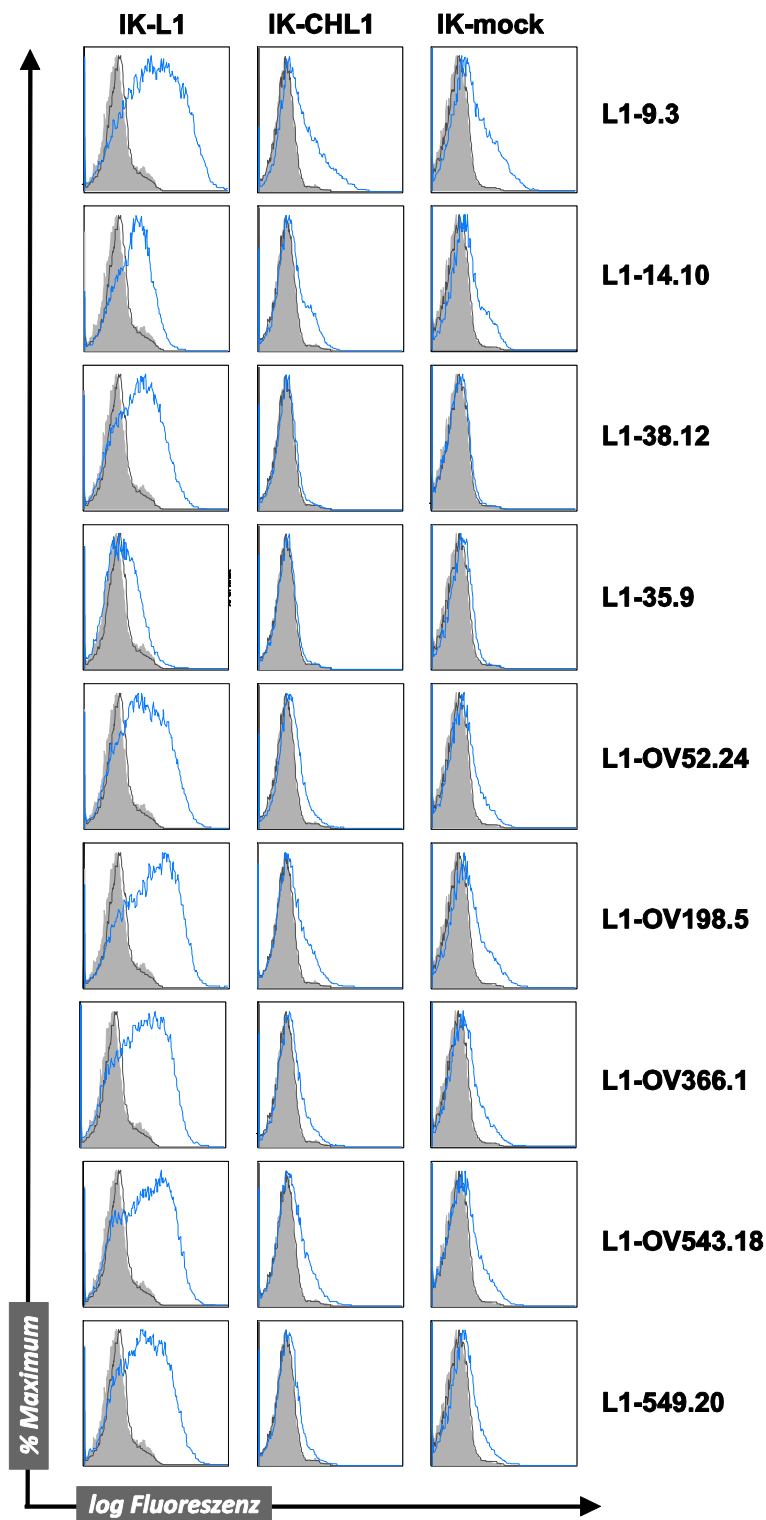 IK-L1 IK-CHL1 IK-mock
L1-9.3
L1-14.10
L1-38.12
L1-35.9
L1-OV52.24
L1-OV198.5
L1-OV366.1
L1-OV543.18
L1-549.20
% Maximum
log Fluoreszenz